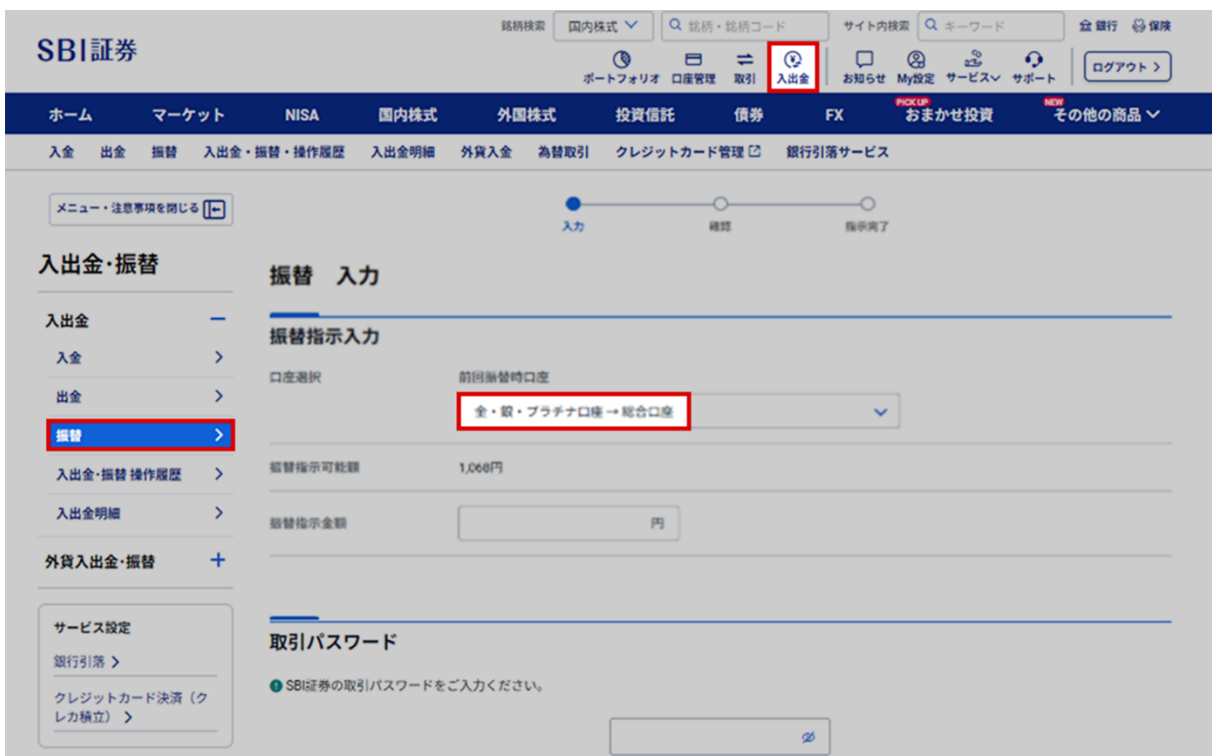 銘柄検索 国内株式 銘柄・銘柄コード サイト内検索 キーワード 銀行 保険
SBI証券
ポートフォリオ 口座管理 取引 入出金 お知らせ My設定 サービス サポート ログアウト
PICK UP NEW
ホーム マーケット NISA 国内株式 外国株式 投資信託 債券 FX おまかせ投資 その他の商品
入金 出金 振替 入出金・振替・操作履歴 入出金明細 外貨入金 為替取引 クレジットカード管理 銀行引落サービス
メニュー・注意事項を閉じる
入力 確認 指示完了
入出金・振替
入出金
入金
出金
振替
入出金・振替 操作履歴
入出金明細
外貨入出金・振替
サービス設定
銀行引落
クレジットカード決済（ク
レカ積立）
振替 入力
振替指示入力
口座選択 前回振替時口座
金・銀・プラチナ口座→総合口座
振替指示可能額 1,068円
振替指示金額 円
取引パスワード
SBI証券の取引パスワードをご入力ください。